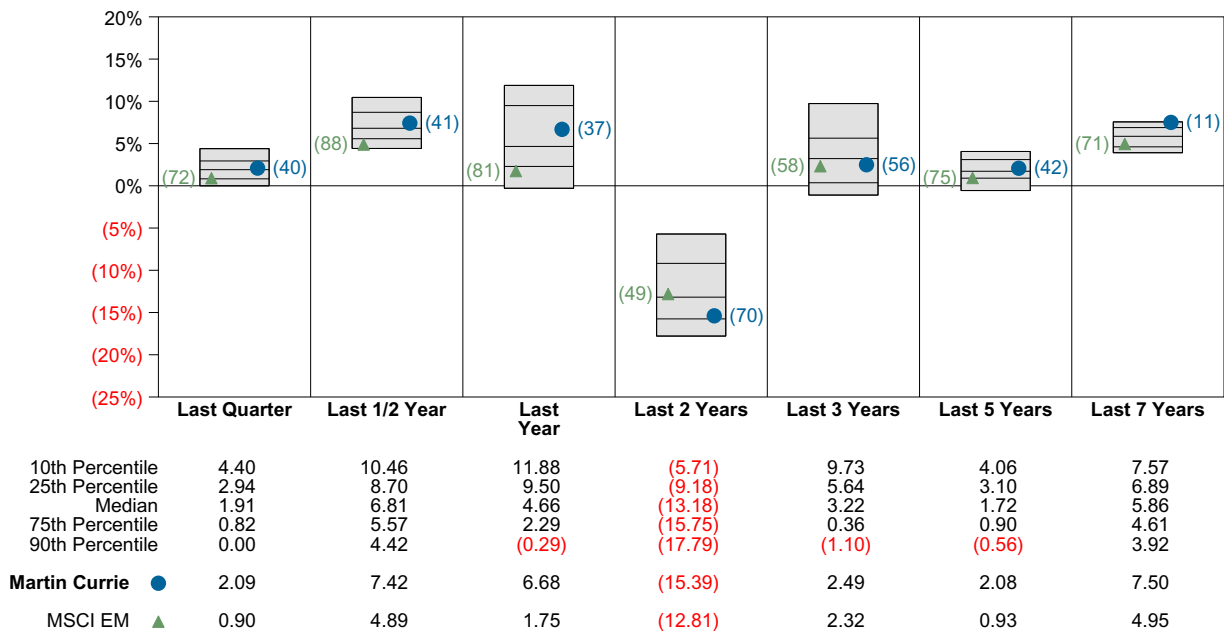 20%
15%
10%
5%
0%
(5%)
(10%)
(15%)
(20%)
(25%)
(72) (40)
(88) (41)
(81) (37)
(49) (70)
(58) (56)
(75) (42)
(71) (11)
Last Quarter Last 1/2 Year Last Year Last 2 Years Last 3 Years Last 5 Years Last 7 Years
10th Percentile 4.40 10.46 11.88 (5.71) 9.73 4.06 7.57
25th Percentile 2.94 8.70 9.50 (9.18) 5.64 3.10 6.89
Median 1.91 6.81 4.66 (13.18) 3.22 1.72 5.86
75th Percentile 0.82 5.57 2.29 (15.75) 0.36 0.90 4.61
90th Percentile 0.00 4.42 (0.29) (17.79) (1.10) (0.56) 3.92
Martin Currie 2.09 7.42 6.68 (15.39) 2.49 2.08 7.50
MSCI EM 0.90 4.89 1.75 (12.81) 2.32 0.93 4.95